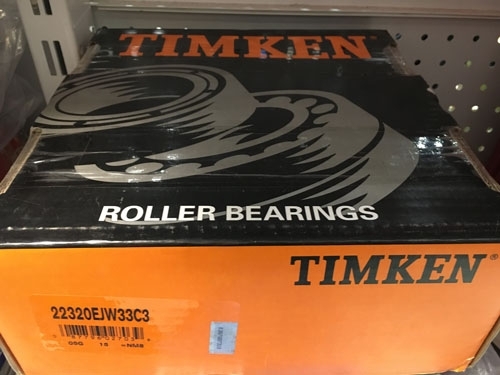 TIMKEN
ROLLER BEARINGS
TIMKEN®
22320EJW33C3